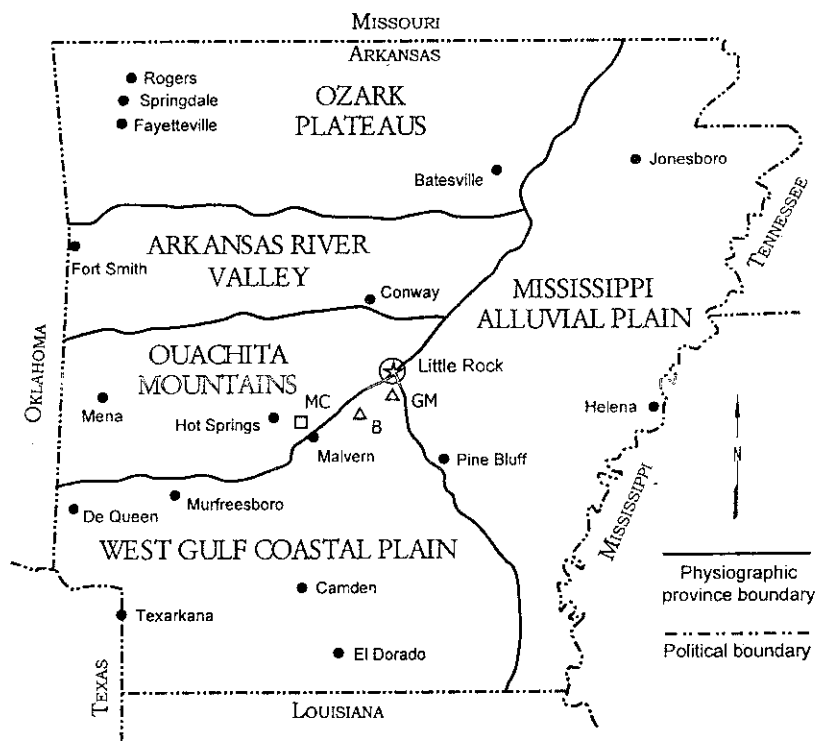 MISSOURI
ARKANSAS
Rogers
Springdale
Fayetteville
OZARK
PLATEAUS
Batesville
Jonesboro
TENNESSEE
ARKANSAS RIVER
VALLEY
Fort Smith
Conway
MISSISSIPPI
ALLUVIAL PLAIN
OKLAHOMA
OUACHITA
MOUNTAINS
Little Rock
Mena
Hot Springs
MC
GM
B
Malvern
Helena
Pine Bluff
N
MISSISSIPPI
De Queen
Murfreesboro
WEST GULF COASTAL PLAIN
Camden
Texarkana
El Dorado
TEXAS
LOUISIANA
Physiographic
province boundary
Political boundary